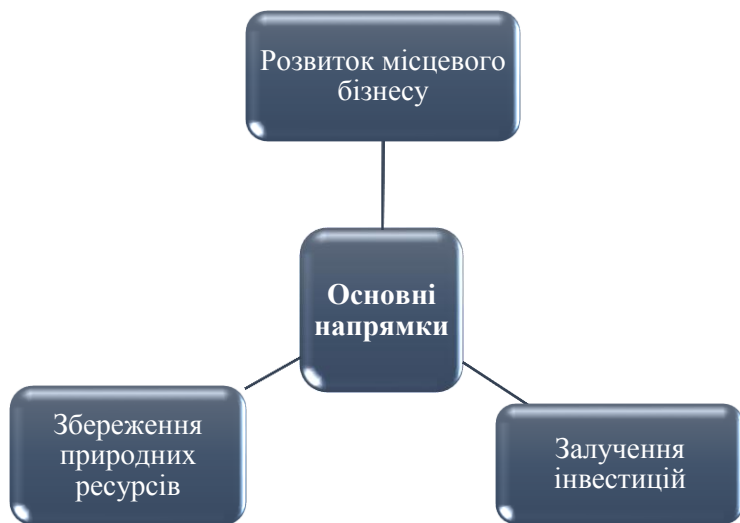 Розвиток місцевого
бізнесу
Основні
напрямки
Збереження
природних
ресурсів
Залучення
інвестицій